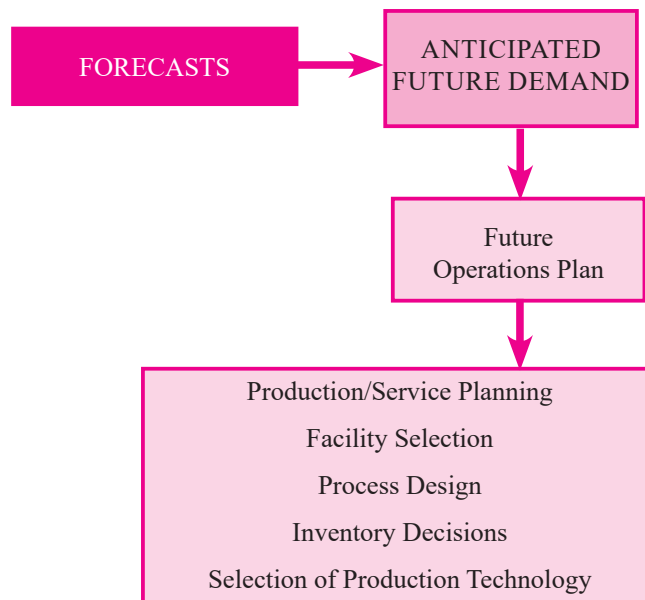 FORECASTS
ANTICIPATED
FUTURE DEMAND
Future
Operations Plan
Production/Service Planning
Facility Selection
Process Design
Inventory Decisions
Selection of Production Technology